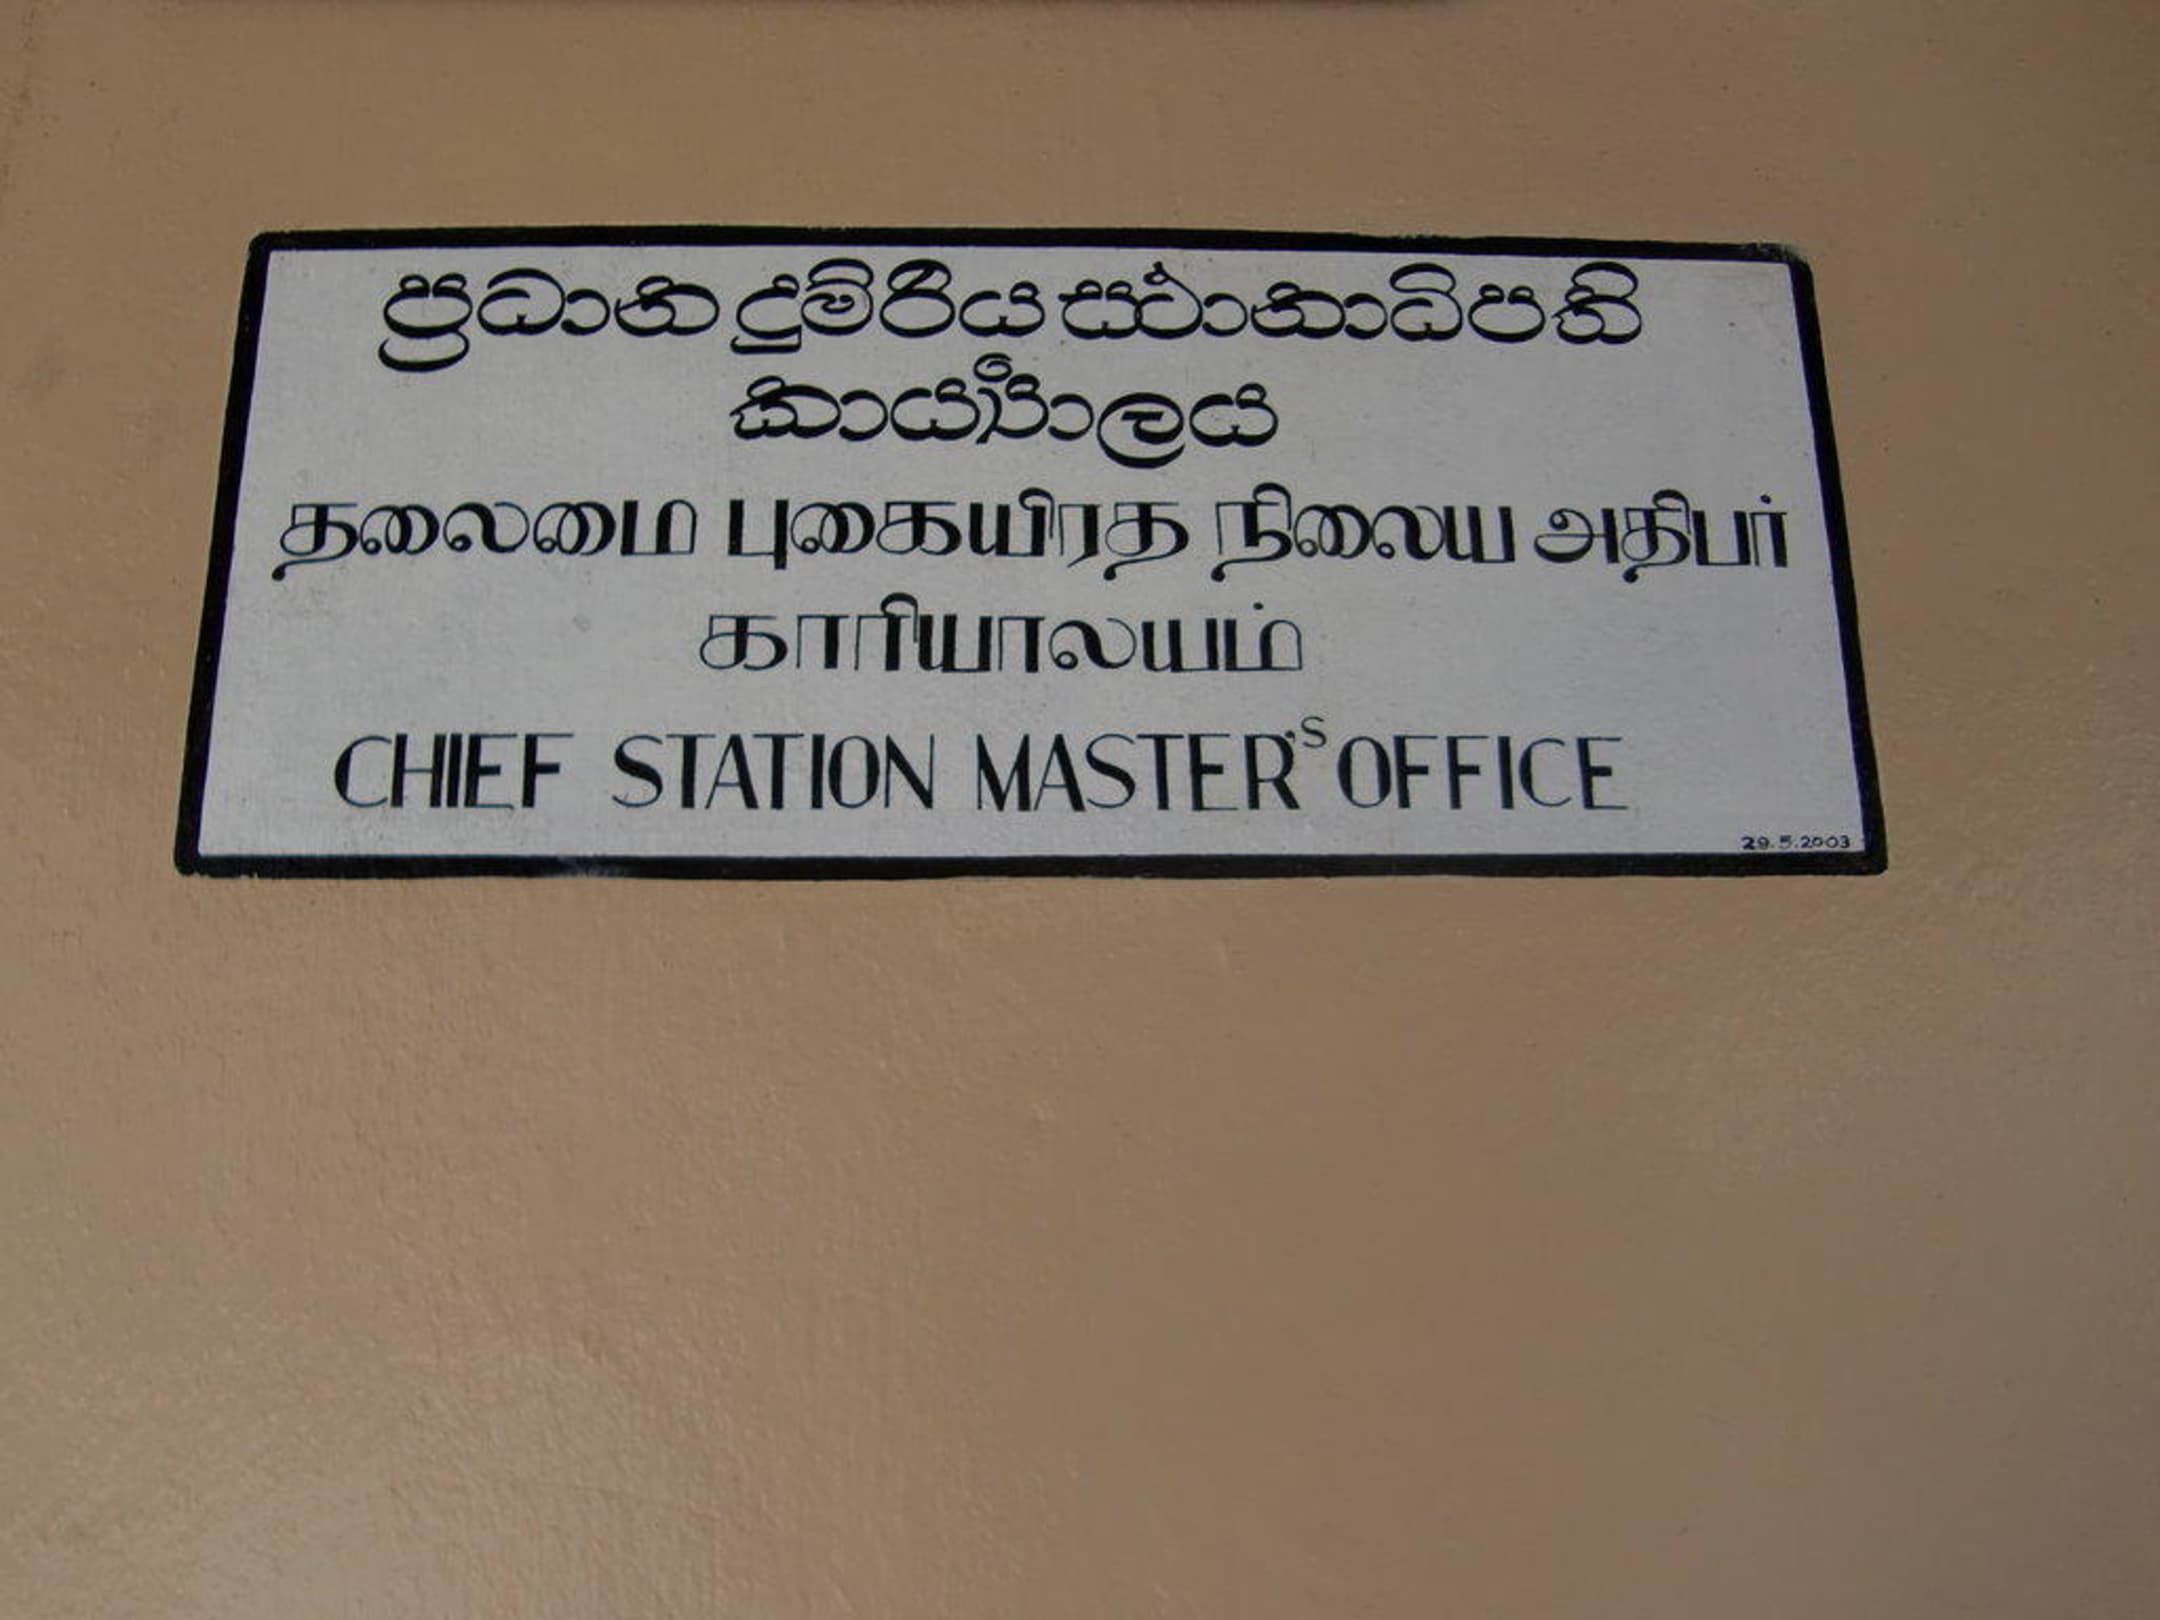 ප්‍රධාන දුම්රිය ස්ථානාධිපති
කාර්‍ය්‍යාලය
தலைமை புகையிரத நிலைய அதிபர்
காரியாலயம்
CHIEF STATION MASTER'S OFFICE
29.5.2003